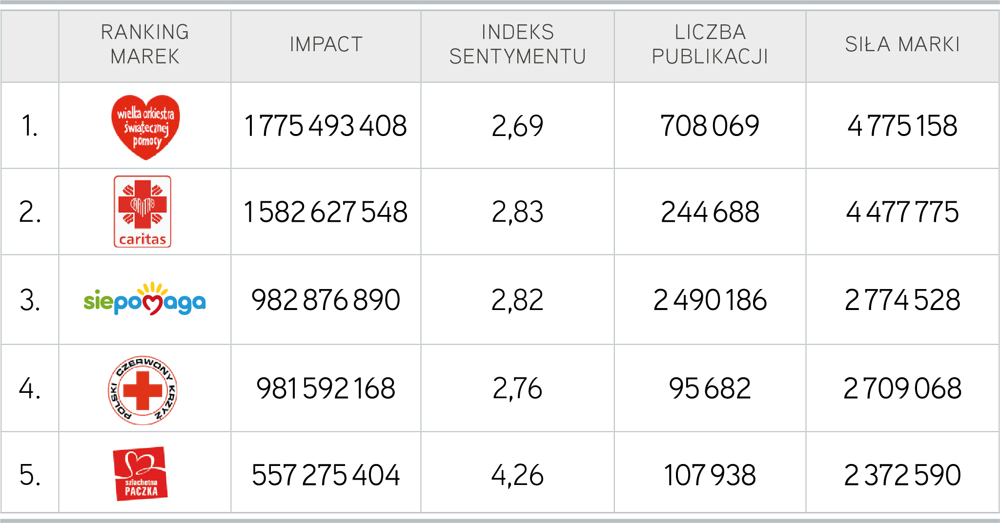 RANKING
MAREK
IMPACT
INDEKS
SENTYMENTU
LICZBA
PUBLIKACJI
SIŁA MARKI
1.
wielka orkiestra
świątecznej
pomocy
1 775 493 408
2,69
708 069
4 775 158
2.
CARITAS
caritas
1 582 627 548
2,83
244 688
4 477 775
3.
siepomaga
982 876 890
2,82
2 490 186
2 774 528
4.
POLSKI CZERWONY KRZYŻ
981 592 168
2,76
95 682
2 709 068
5.
szlachetna
PACZKA
557 275 404
4,26
107 938
2 372 590